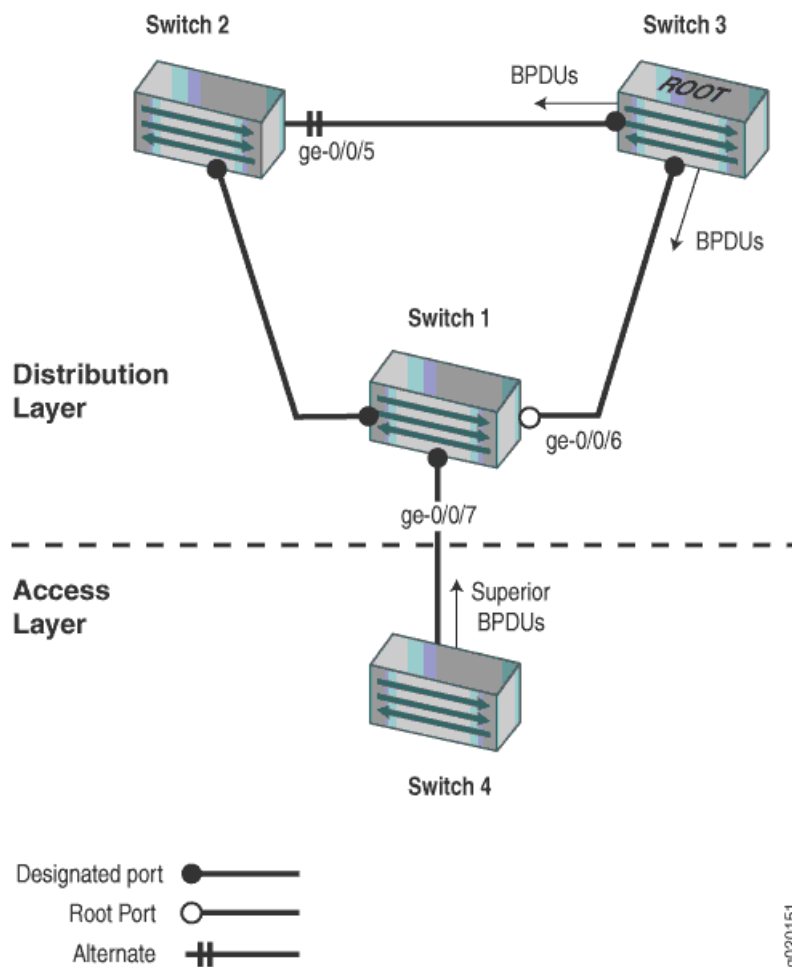 Switch 2
Switch 3
BPDUs
ROOT
ge-0/0/5
BPDUs
Switch 1
Distribution
Layer
ge-0/0/6
ge-0/0/7
Access
Layer
Superior
BPDUs
Switch 4
Designated port
Root Port
Alternate
g020151